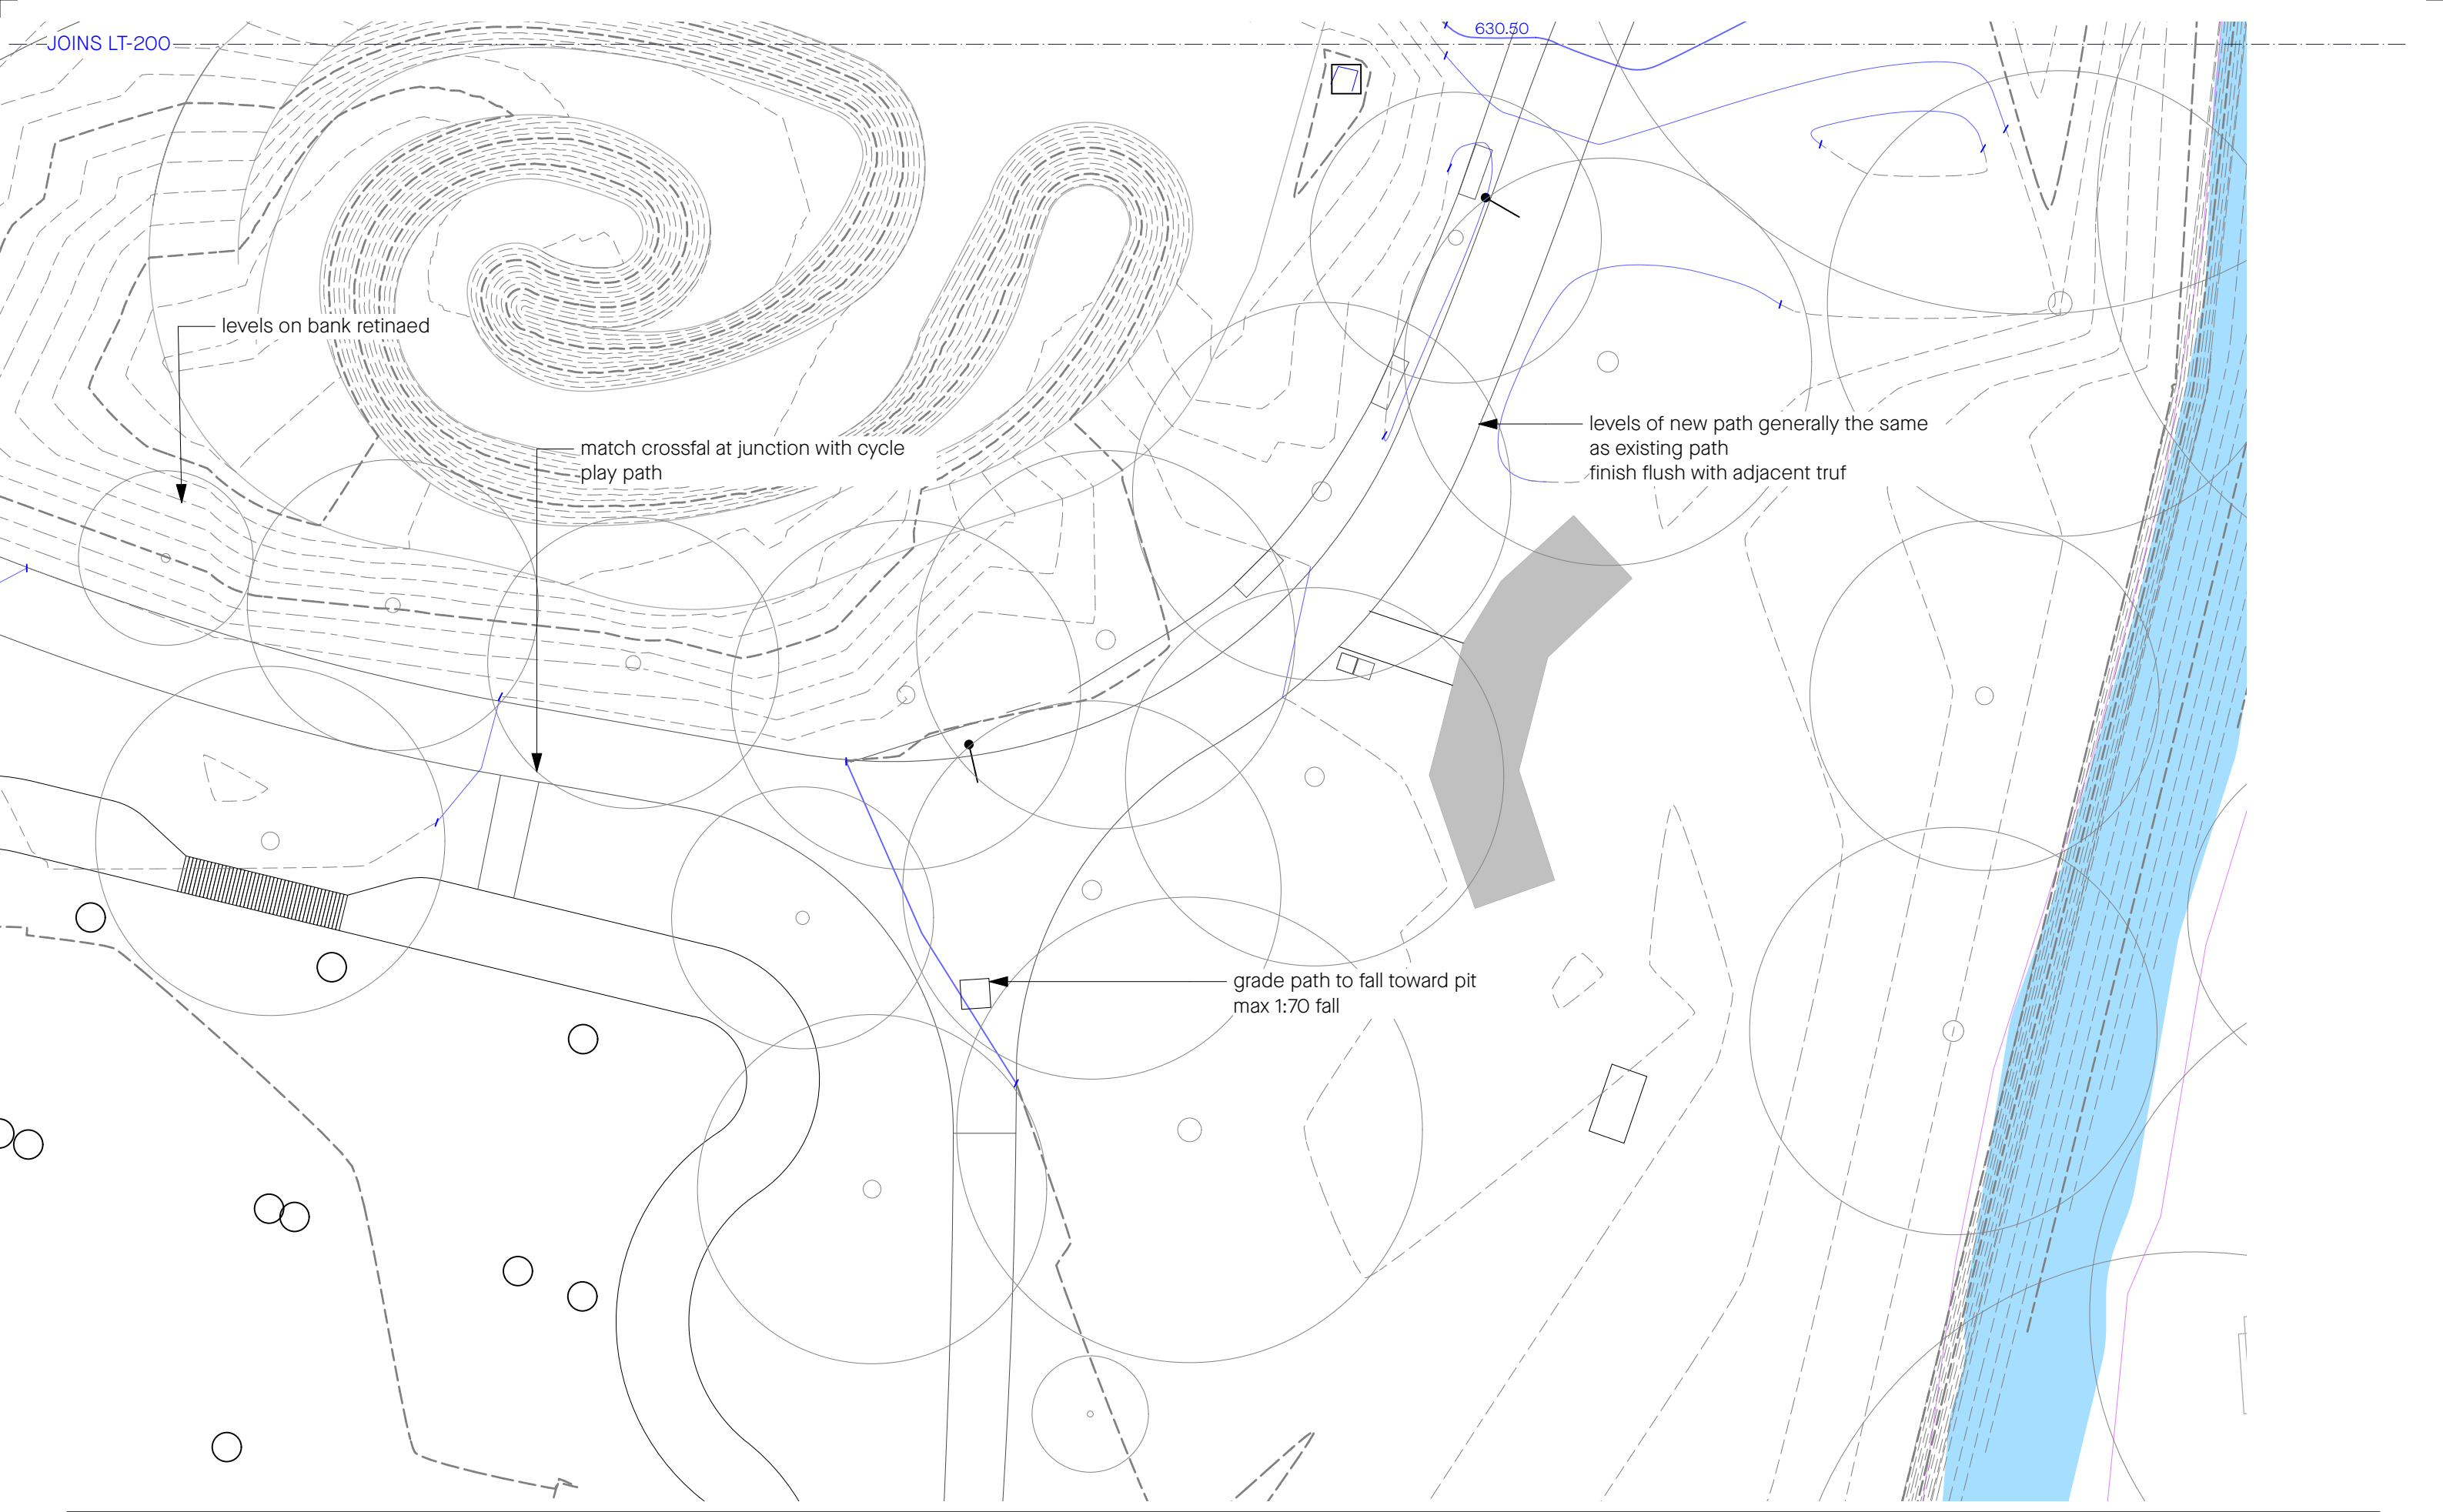 630.50
JOINS LT-200
levels on bank retinaed
levels of new path generally the same
as existing path
finish flush with adjacent truf
match crossfal at junction with cycle
play path
grade path to fall toward pit
max 1:70 fall